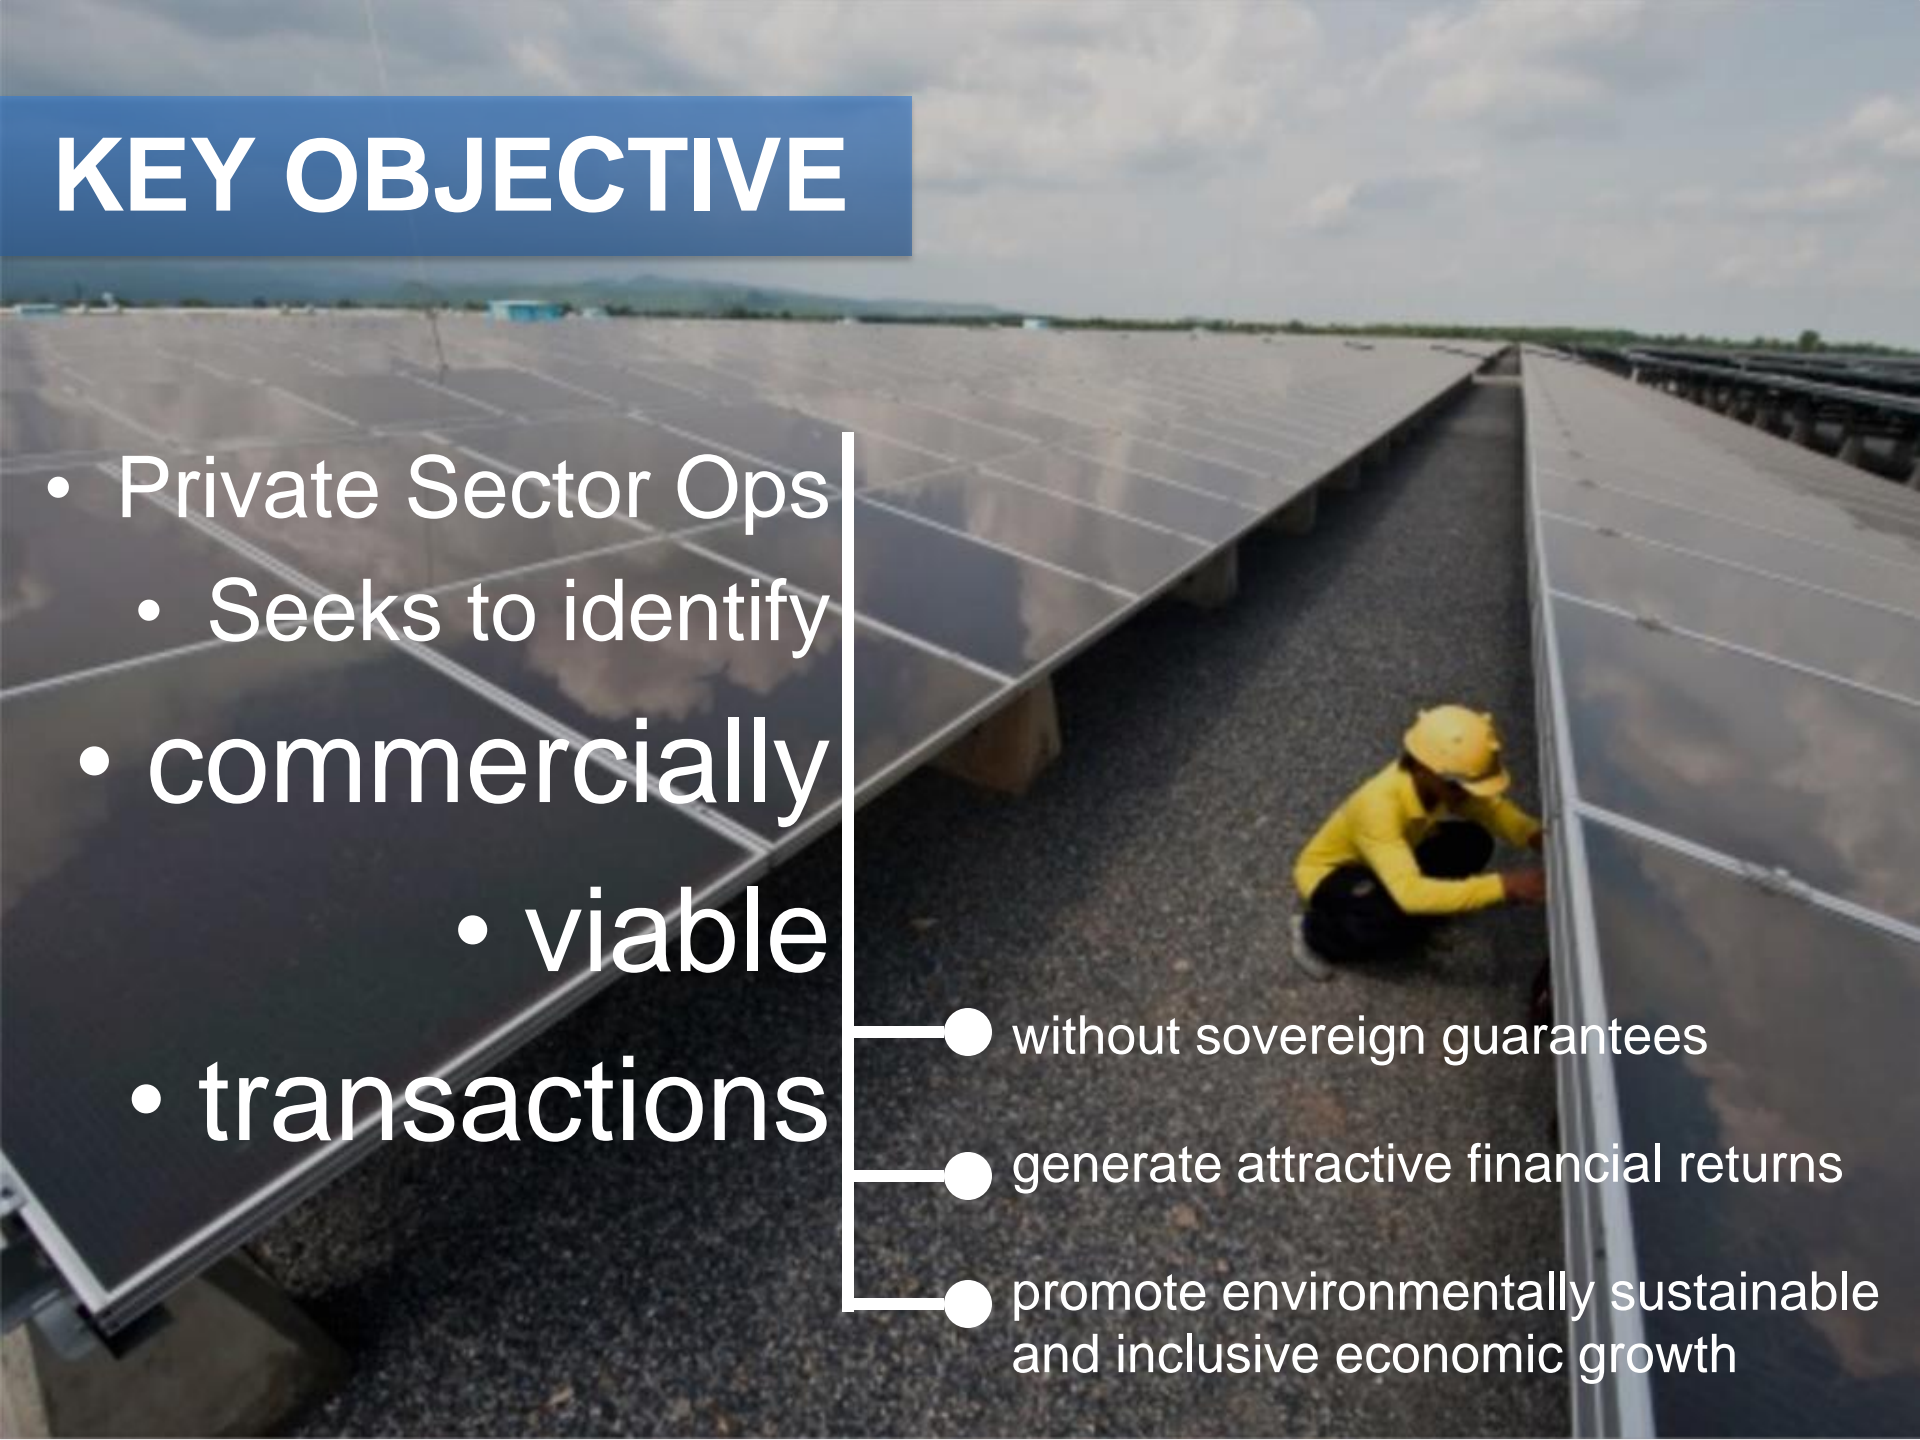 KEY OBJECTIVE
• Private Sector Ops
• Seeks to identify
• commercially
• viable
• transactions
without sovereign guarantees
generate attractive financial returns
promote environmentally sustainable
and inclusive economic growth